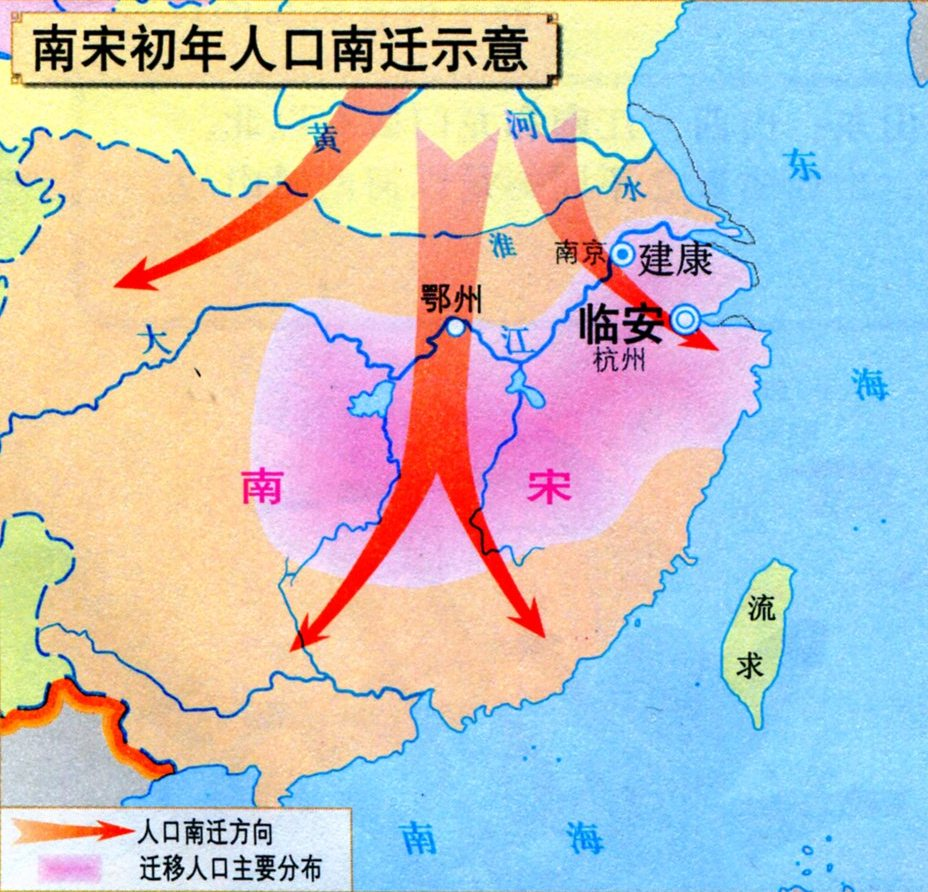 南宋初年人口南迁示意
黄
河
东
水
淮
南京
建康
鄂州
大
江
临安
杭州
海
南
宋
流
求
南
海
人口南迁方向
迁移人口主要分布